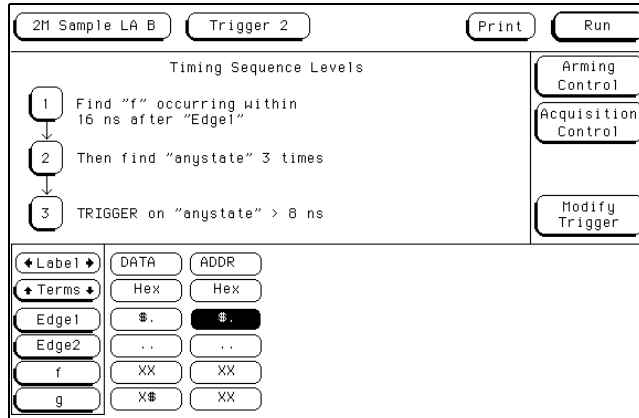 2M Sample LA B Trigger 2 Print Run
Timing Sequence Levels
Arming
Control
Acquisition
Control
1 Find "f" occurring within
16 ns after "Edge1"
2 Then find "anystate" 3 times
3 TRIGGER on "anystate" > 8 ns
Modify
Trigger
Label DATA ADDR
Terms Hex Hex
Edge1 $. $.
Edge2 .. ..
f XX XX
g X$ XX